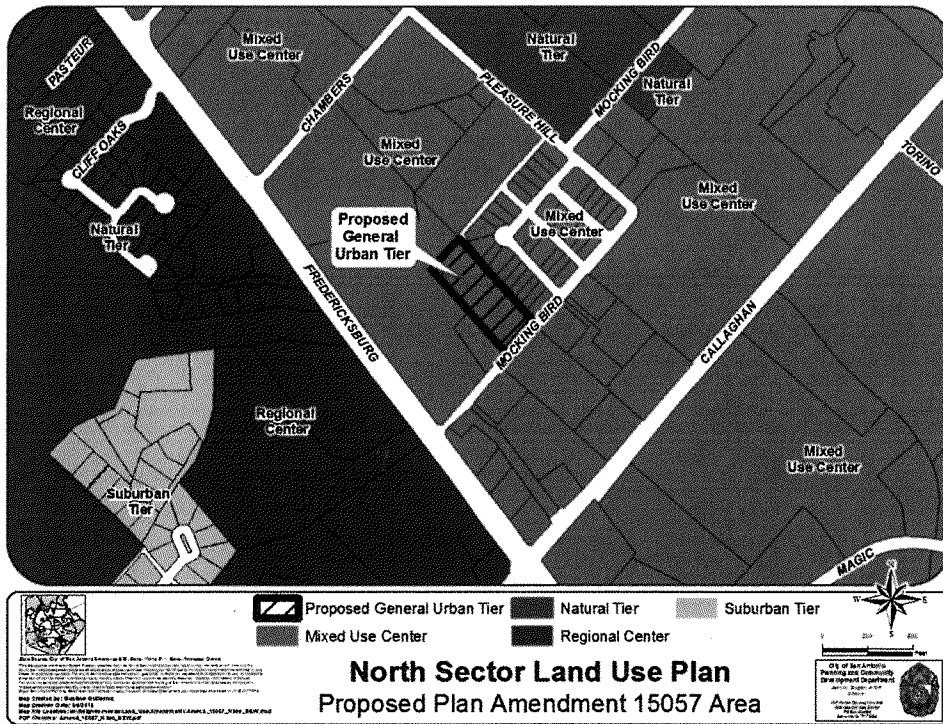 PASTEUR
Mixed
Use Center
Natural
Tier
MOCKING BIRD
Natural
Tier
Regional
Center
CHAMBERS
PLEASURE HILL
CLIFF OAKS
Mixed
Use Center
TORINO
Mixed
Use Center
Proposed
General
Urban Tier
Mixed
Use Center
Natural
Tier
FREDERICKSBURG
MOCKING BIRD
CALLAGHAN
Regional
Center
Mixed
Use Center
Suburban
Tier
MAGIC
N
W
E
S
Proposed General Urban Tier
Natural Tier
Suburban Tier
Mixed Use Center
Regional Center
North Sector Land Use Plan
Proposed Plan Amendment 15057 Area
City of San Antonio
Planning and Community
Development Department